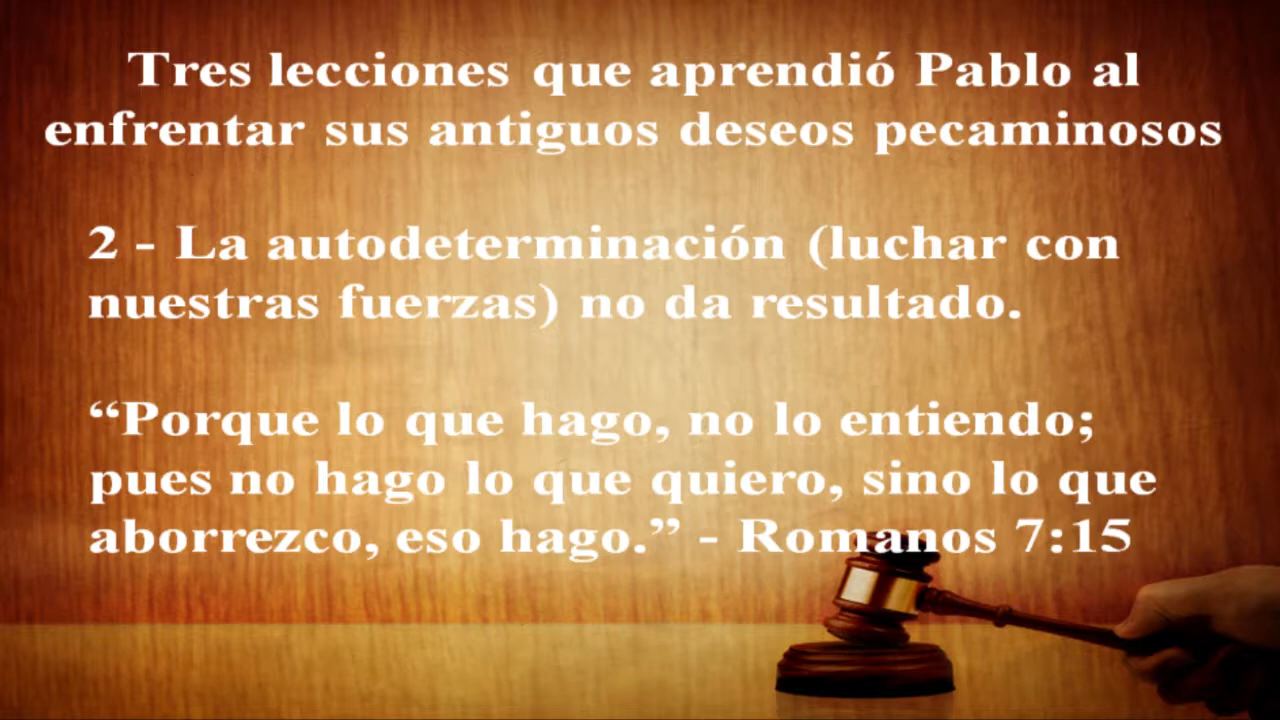 Tres lecciones que aprendió Pablo al
enfrentar sus antiguos deseos pecaminosos
2 - La autodeterminación (luchar con
nuestras fuerzas) no da resultado.
“Porque lo que hago, no lo entiendo;
pues no hago lo que quiero, sino lo que
aborrezco, eso hago.” - Romanos 7:15